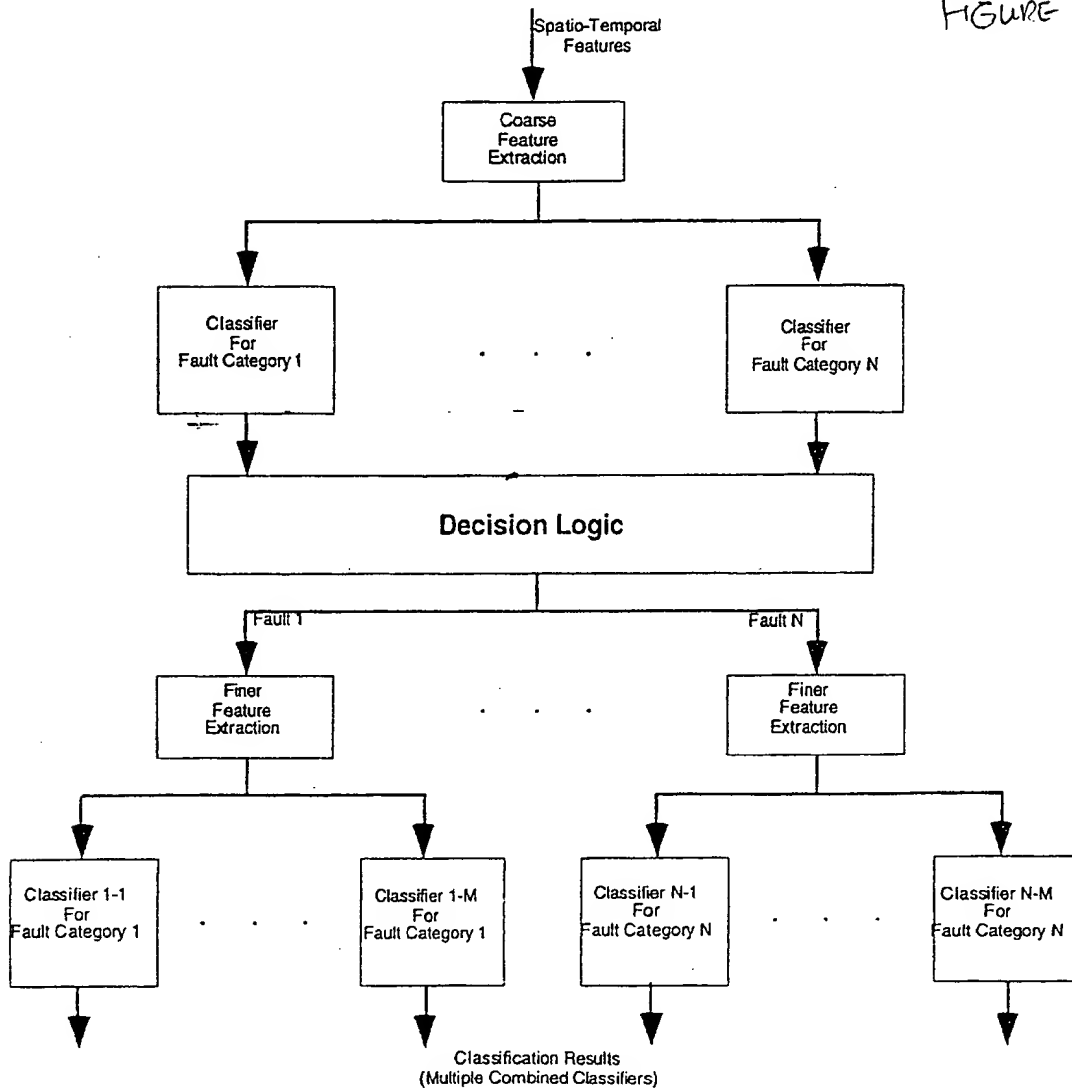 FIGURE
Spatio-Temporal
Features
Coarse
Feature
Extraction
Classifier
For
Fault Category 1
. . .
Classifier
For
Fault Category N
Decision Logic
Fault 1
Fault N
Finer
Feature
Extraction
. . .
Finer
Feature
Extraction
Classifier 1-1
For
Fault Category 1
. . .
Classifier 1-M
For
Fault Category 1
Classifier N-1
For
Fault Category N
. . .
Classifier N-M
For
Fault Category N
Classification Results
(Multiple Combined Classifiers)